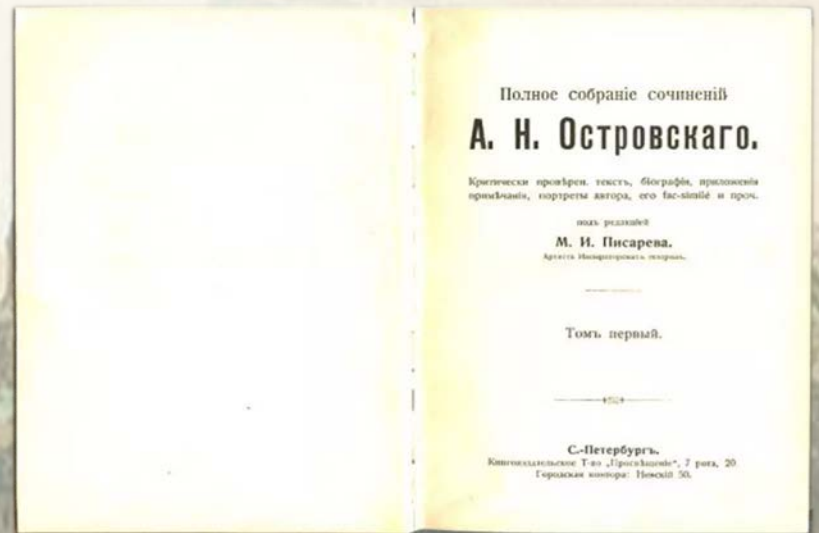 Полное собраніе сочиненій
А. Н. Островскаго.
Критически провѣрен. текстъ, біографія, приложенія
примѣчанія, портреты автора, его fac-similé и проч.
подъ редакціей
М. И. Писарева.
Артиста Императорскихъ театровъ.
Томъ первый.
С.-Петербургъ.
Книгоиздательское Т-во „Просвѣщеніе“, 7 рота, 20.
Городская контора: Невскій 50.